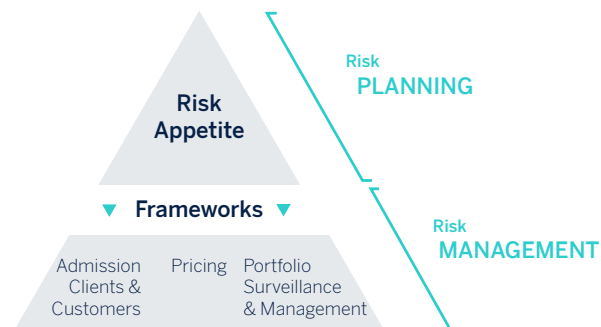 Risk
PLANNING
Risk
Appetite
Frameworks
Risk
MANAGEMENT
Admission
Clients &
Customers
Pricing
Portfolio
Surveillance
& Management